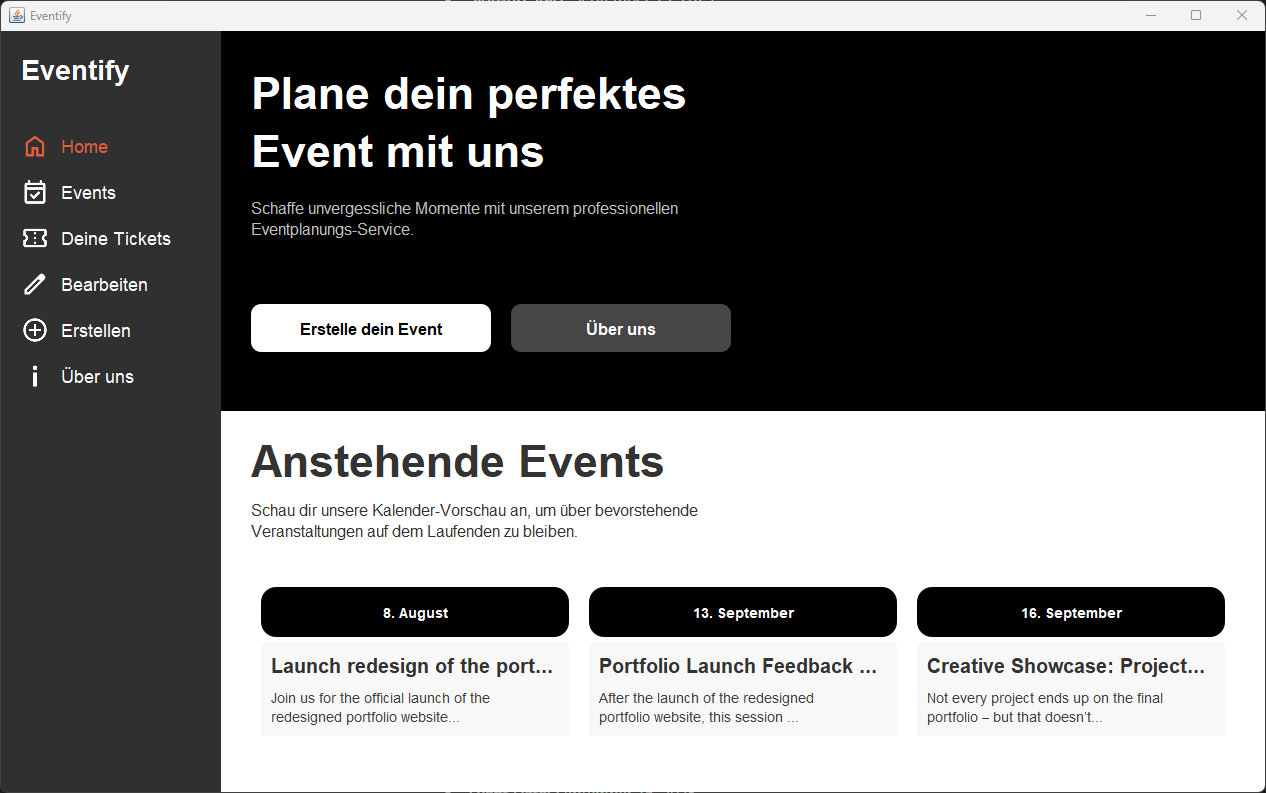 Eventify
Eventify
Home
Events
Deine Tickets
Bearbeiten
Erstellen
Über uns
Plane dein perfektes
Event mit uns
Schaffe unvergessliche Momente mit unserem professionellen
Eventplanungs-Service.
Erstelle dein Event
Über uns
Anstehende Events
Schau dir unsere Kalender-Vorschau an, um über bevorstehende
Veranstaltungen auf dem Laufenden zu bleiben.
8. August
Launch redesign of the port...
Join us for the official launch of the
redesigned portfolio website...
13. September
Portfolio Launch Feedback ...
After the launch of the redesigned
portfolio website, this session ...
16. September
Creative Showcase: Project...
Not every project ends up on the final
portfolio – but that doesn’t...